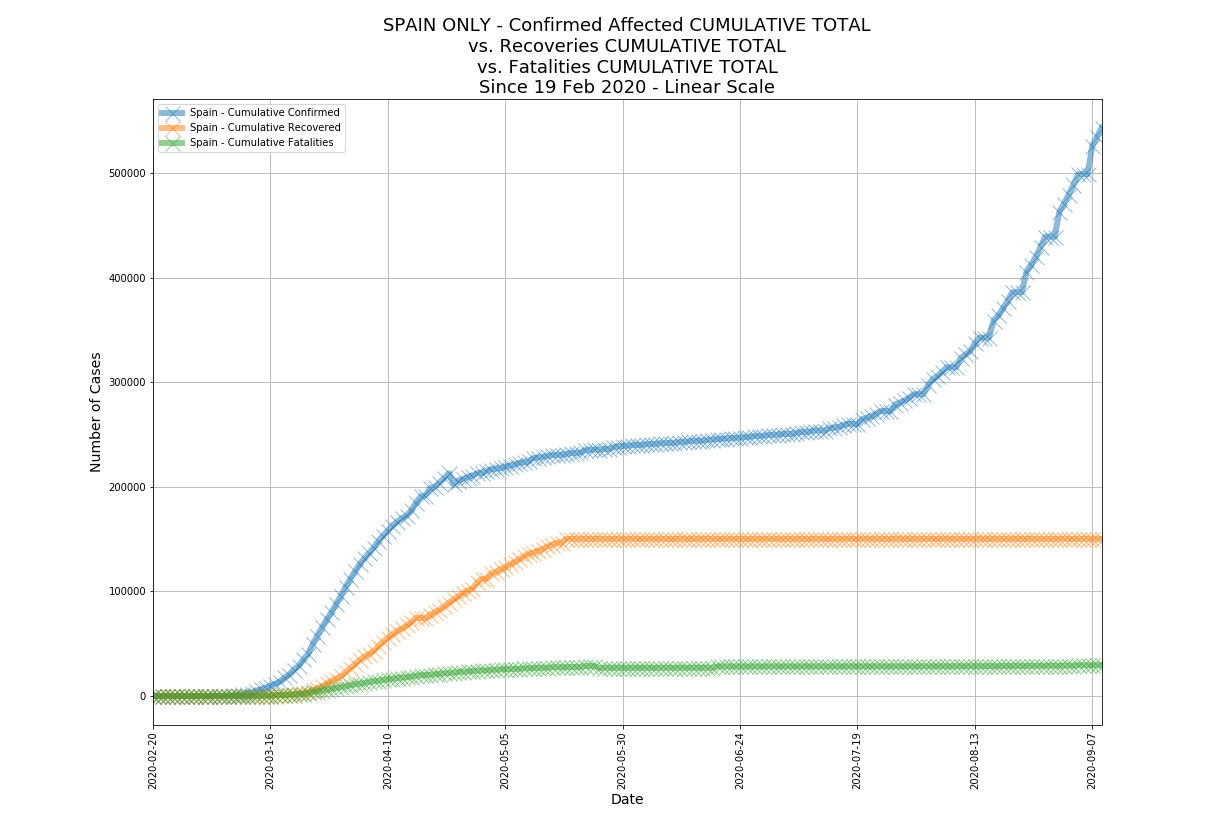 SPAIN ONLY - Confirmed Affected CUMULATIVE TOTAL
vs. Recoveries CUMULATIVE TOTAL
vs. Fatalities CUMULATIVE TOTAL
Since 19 Feb 2020 - Linear Scale
Spain - Cumulative Confirmed
Spain - Cumulative Recovered
Spain - Cumulative Fatalities
Number of Cases
500000
400000
300000
200000
100000
0
2020-02-20
2020-03-16
2020-04-10
2020-05-05
2020-05-30
2020-06-24
2020-07-19
2020-08-13
2020-09-07
Date